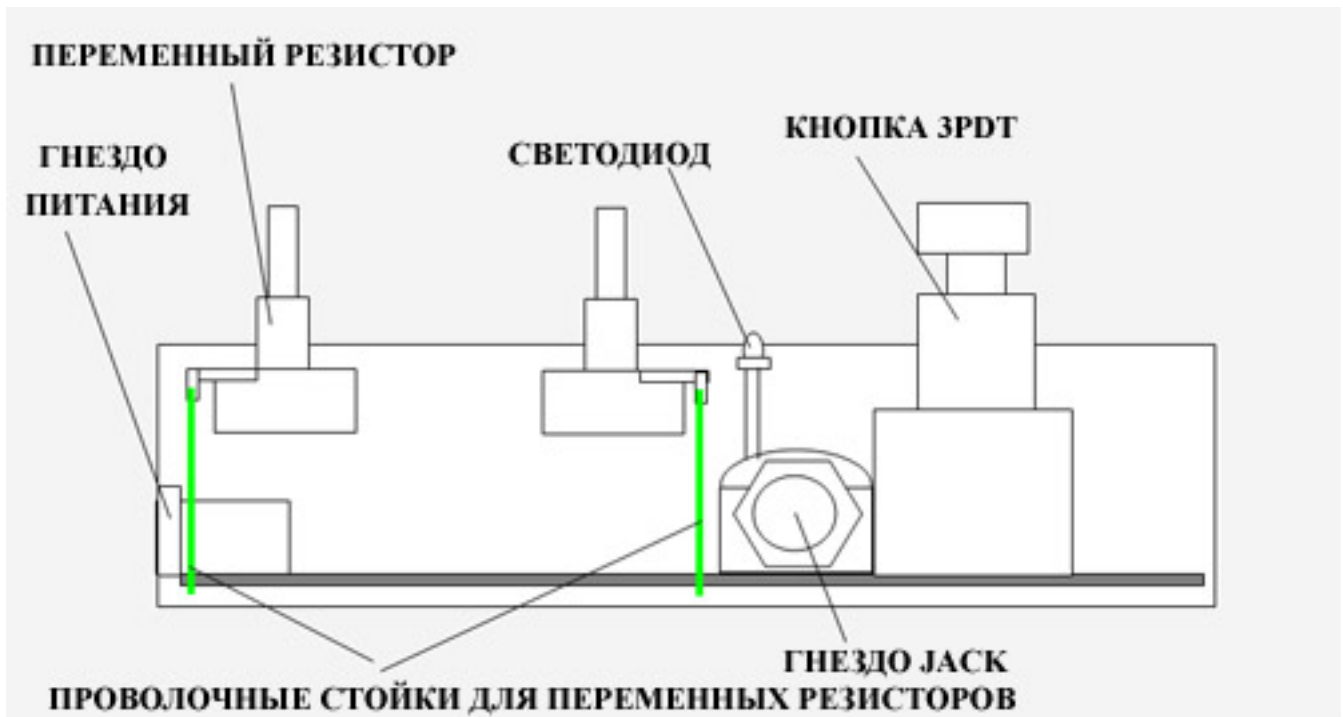 ПЕРЕМЕННЫЙ РЕЗИСТОР
ГНЕЗДО
ПИТАНИЯ
СВЕТОДИОД
КНОПКА 3PDT
ГНЕЗДО JACK
ПРОВОЛОЧНЫЕ СТОЙКИ ДЛЯ ПЕРЕМЕННЫХ РЕЗИСТОРОВ